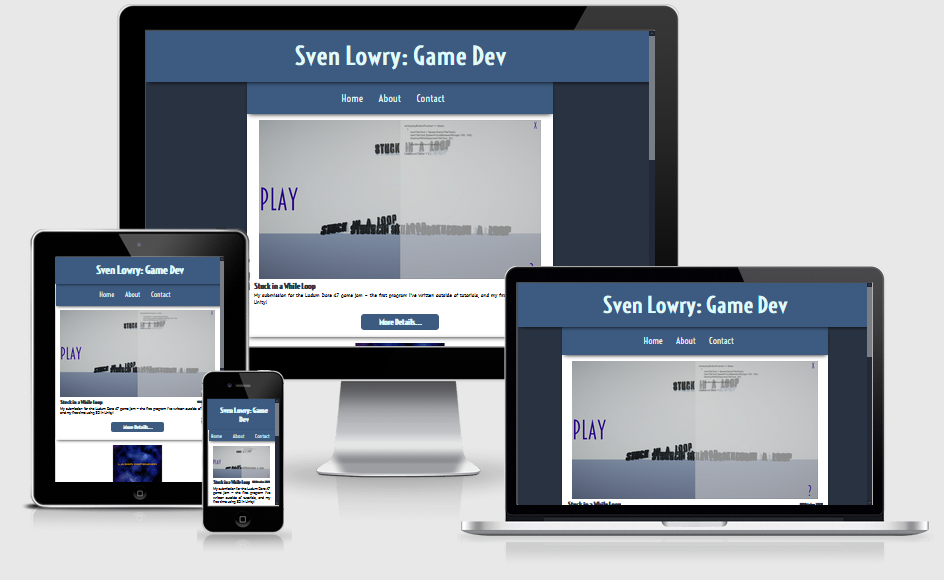 Sven Lowry: Game Dev
Home About Contact
X
STUCK IN A LOOP
PLAY
STUCK IN A LOOP
?
Stuck in a While Loop
My submission for the Ludum Dare 47 game jam – the first program I've written outside of tutorials, and my
Unity!
More Details...
Sven Lowry: Game Dev
Home About Contact
STUCK IN A LOOP
PLAY
Stuck in a While Loop
My submission for the Ludum Dare 47 game jam – the first program I've written outside of
and my first time using 3D in Unity!
More Details...
Sven Lowry: Game
Dev
Home About Contact
PLAY
Stuck in a While Loop
My submission for the Ludum Dare 47
game jam – the first program I've
written outside of tutorials, and my
first time using 3D in Unity!
Sven Lowry: Game Dev
Home About Contact
X
STUCK IN A LOOP
PLAY
STUCK IN A LOOP
?
Stuck in a While Loop